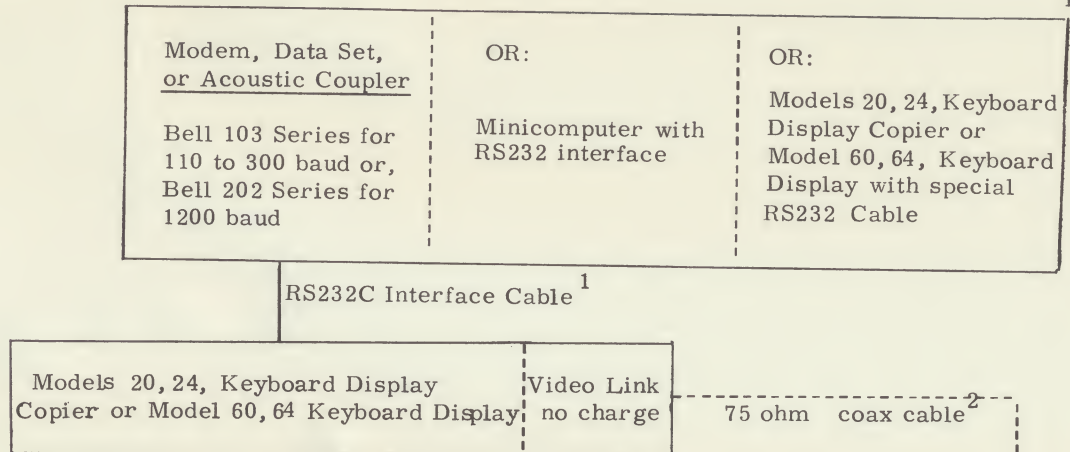 Modem, Data Set,
or Acoustic Coupler
Bell 103 Series for
110 to 300 baud or,
Bell 202 Series for
1200 baud
OR:
Minicomputer with
RS232 interface
OR:
Models 20, 24, Keyboard
Display Copier or
Model 60, 64, Keyboard
Display with special
RS232 Cable
RS232C Interface Cable 1
Models 20, 24, Keyboard Display
Copier or Model 60, 64 Keyboard Display
Video Link
no charge
75 ohm coax cable 2